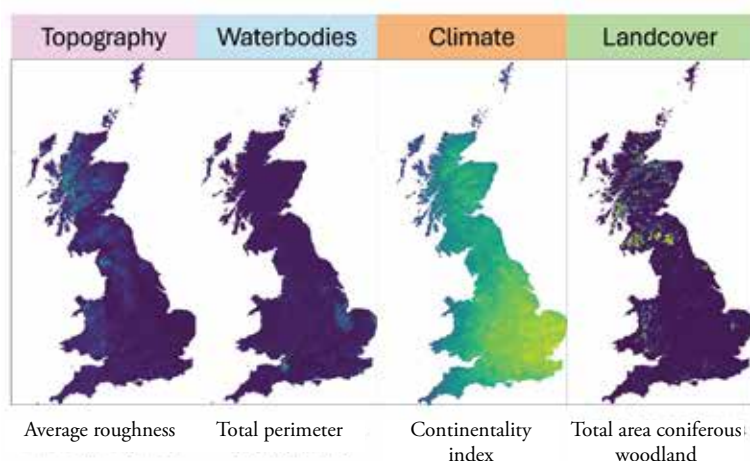 Topography Waterbodies Climate Landcover
Average roughness Total perimeter Continentality index Total area coniferous woodland